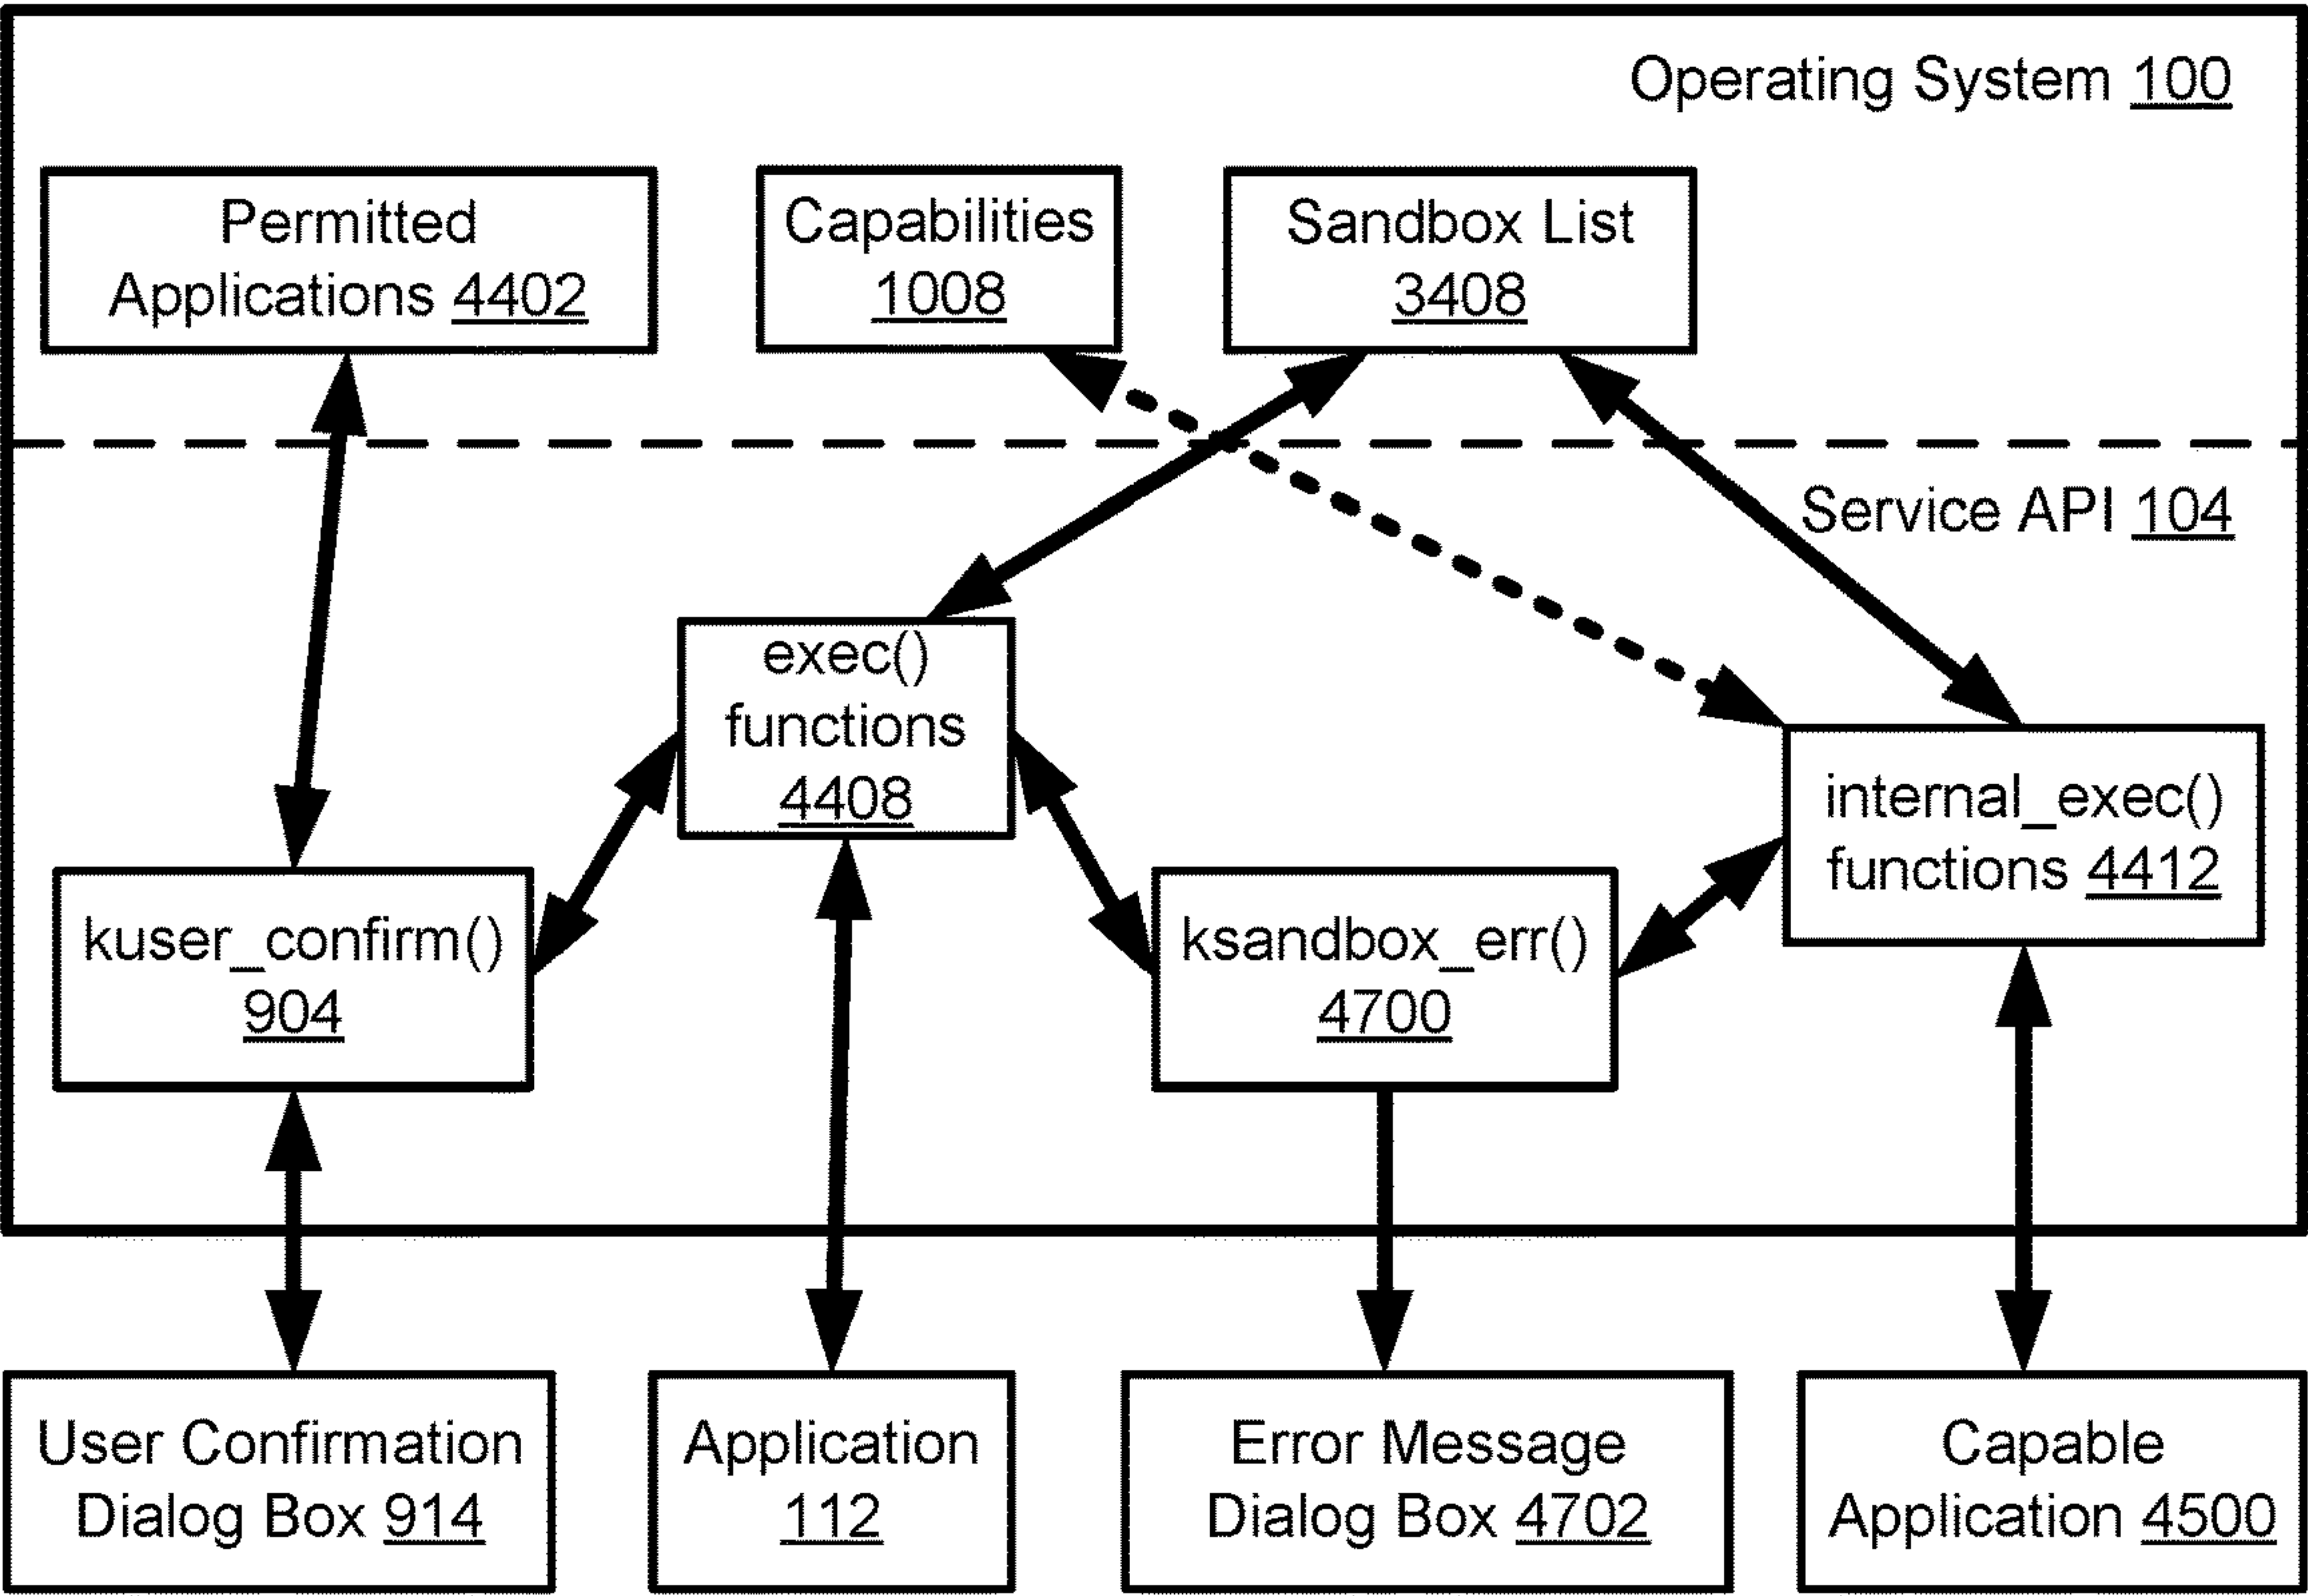 Operating System 100
Permitted
Applications 4402
Capabilities
1008
Sandbox List
3408
Service API 104
exec()
functions
4408
internal_exec()
functions 4412
kuser_confirm()
904
ksandbox_err()
4700
User Confirmation
Dialog Box 914
Application
112
Error Message
Dialog Box 4702
Capable
Application 4500